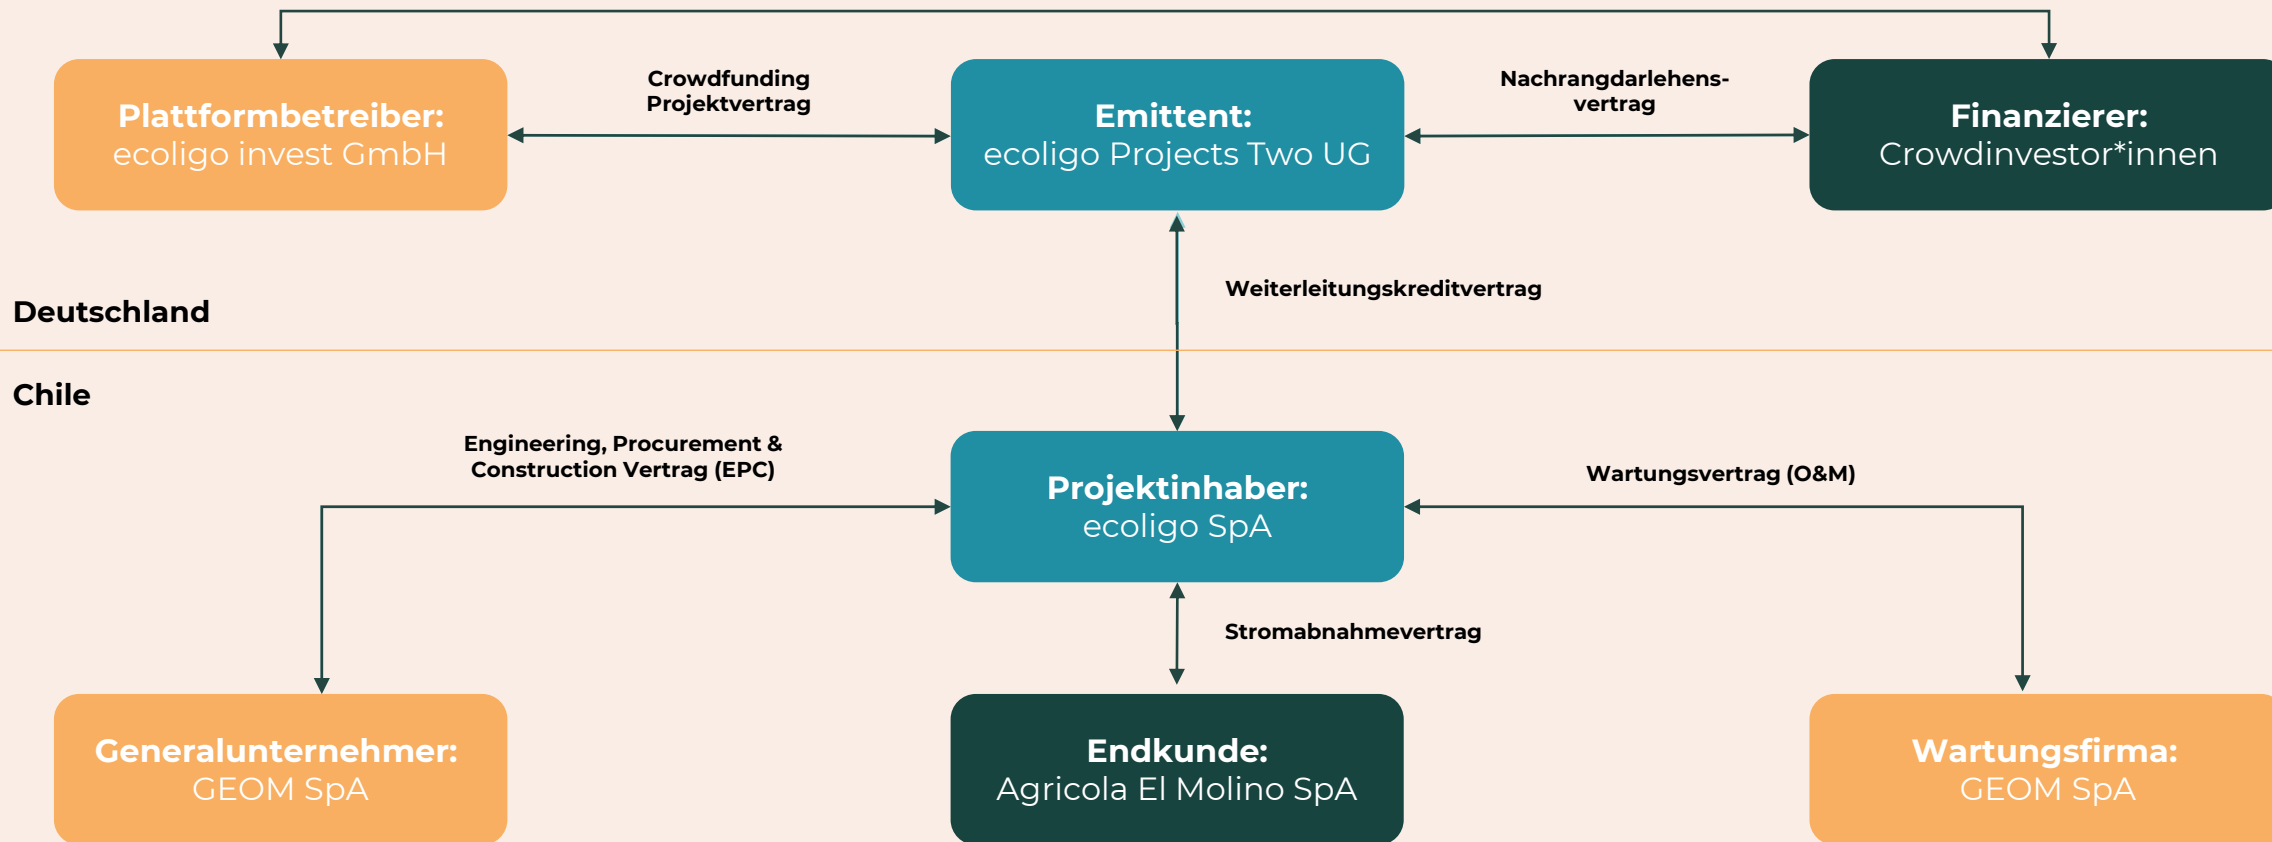 Crowdfunding
Projektvertrag
Nachrangdarlehens-
vertrag
Plattformbetreiber:
ecoligo invest GmbH
Emittent:
ecoligo Projects Two UG
Finanzierer:
Crowdinvestor*innen
Weiterleitungskreditvertrag
Deutschland
Chile
Engineering, Procurement &
Construction Vertrag (EPC)
Wartungsvertrag (O&M)
Projektinhaber:
ecoligo SpA
Stromabnahmevertrag
Generalunternehmer:
GEOM SpA
Endkunde:
Agricola El Molino SpA
Wartungsfirma:
GEOM SpA